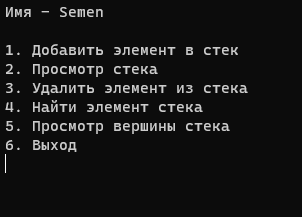 Имя - Semen
1. Добавить элемент в стек
2. Просмотр стека
3. Удалить элемент из стека
4. Найти элемент стека
5. Просмотр вершины стека
6. Выход